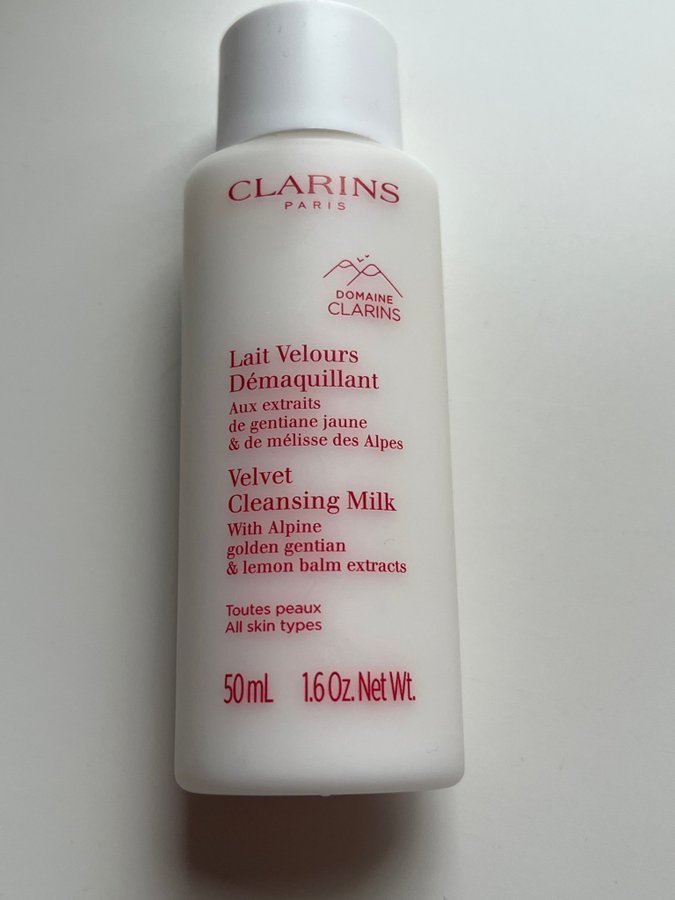 CLARINS
PARIS
DOMAINE
CLARINS
Lait Velours
Démaquillant
Aux extraits
de gentiane jaune
& de mélisse des Alpes
Velvet
Cleansing Milk
With Alpine
golden gentian
& lemon balm extracts
Toutes peaux
All skin types
50 mL 1.6 Oz. Net Wt.